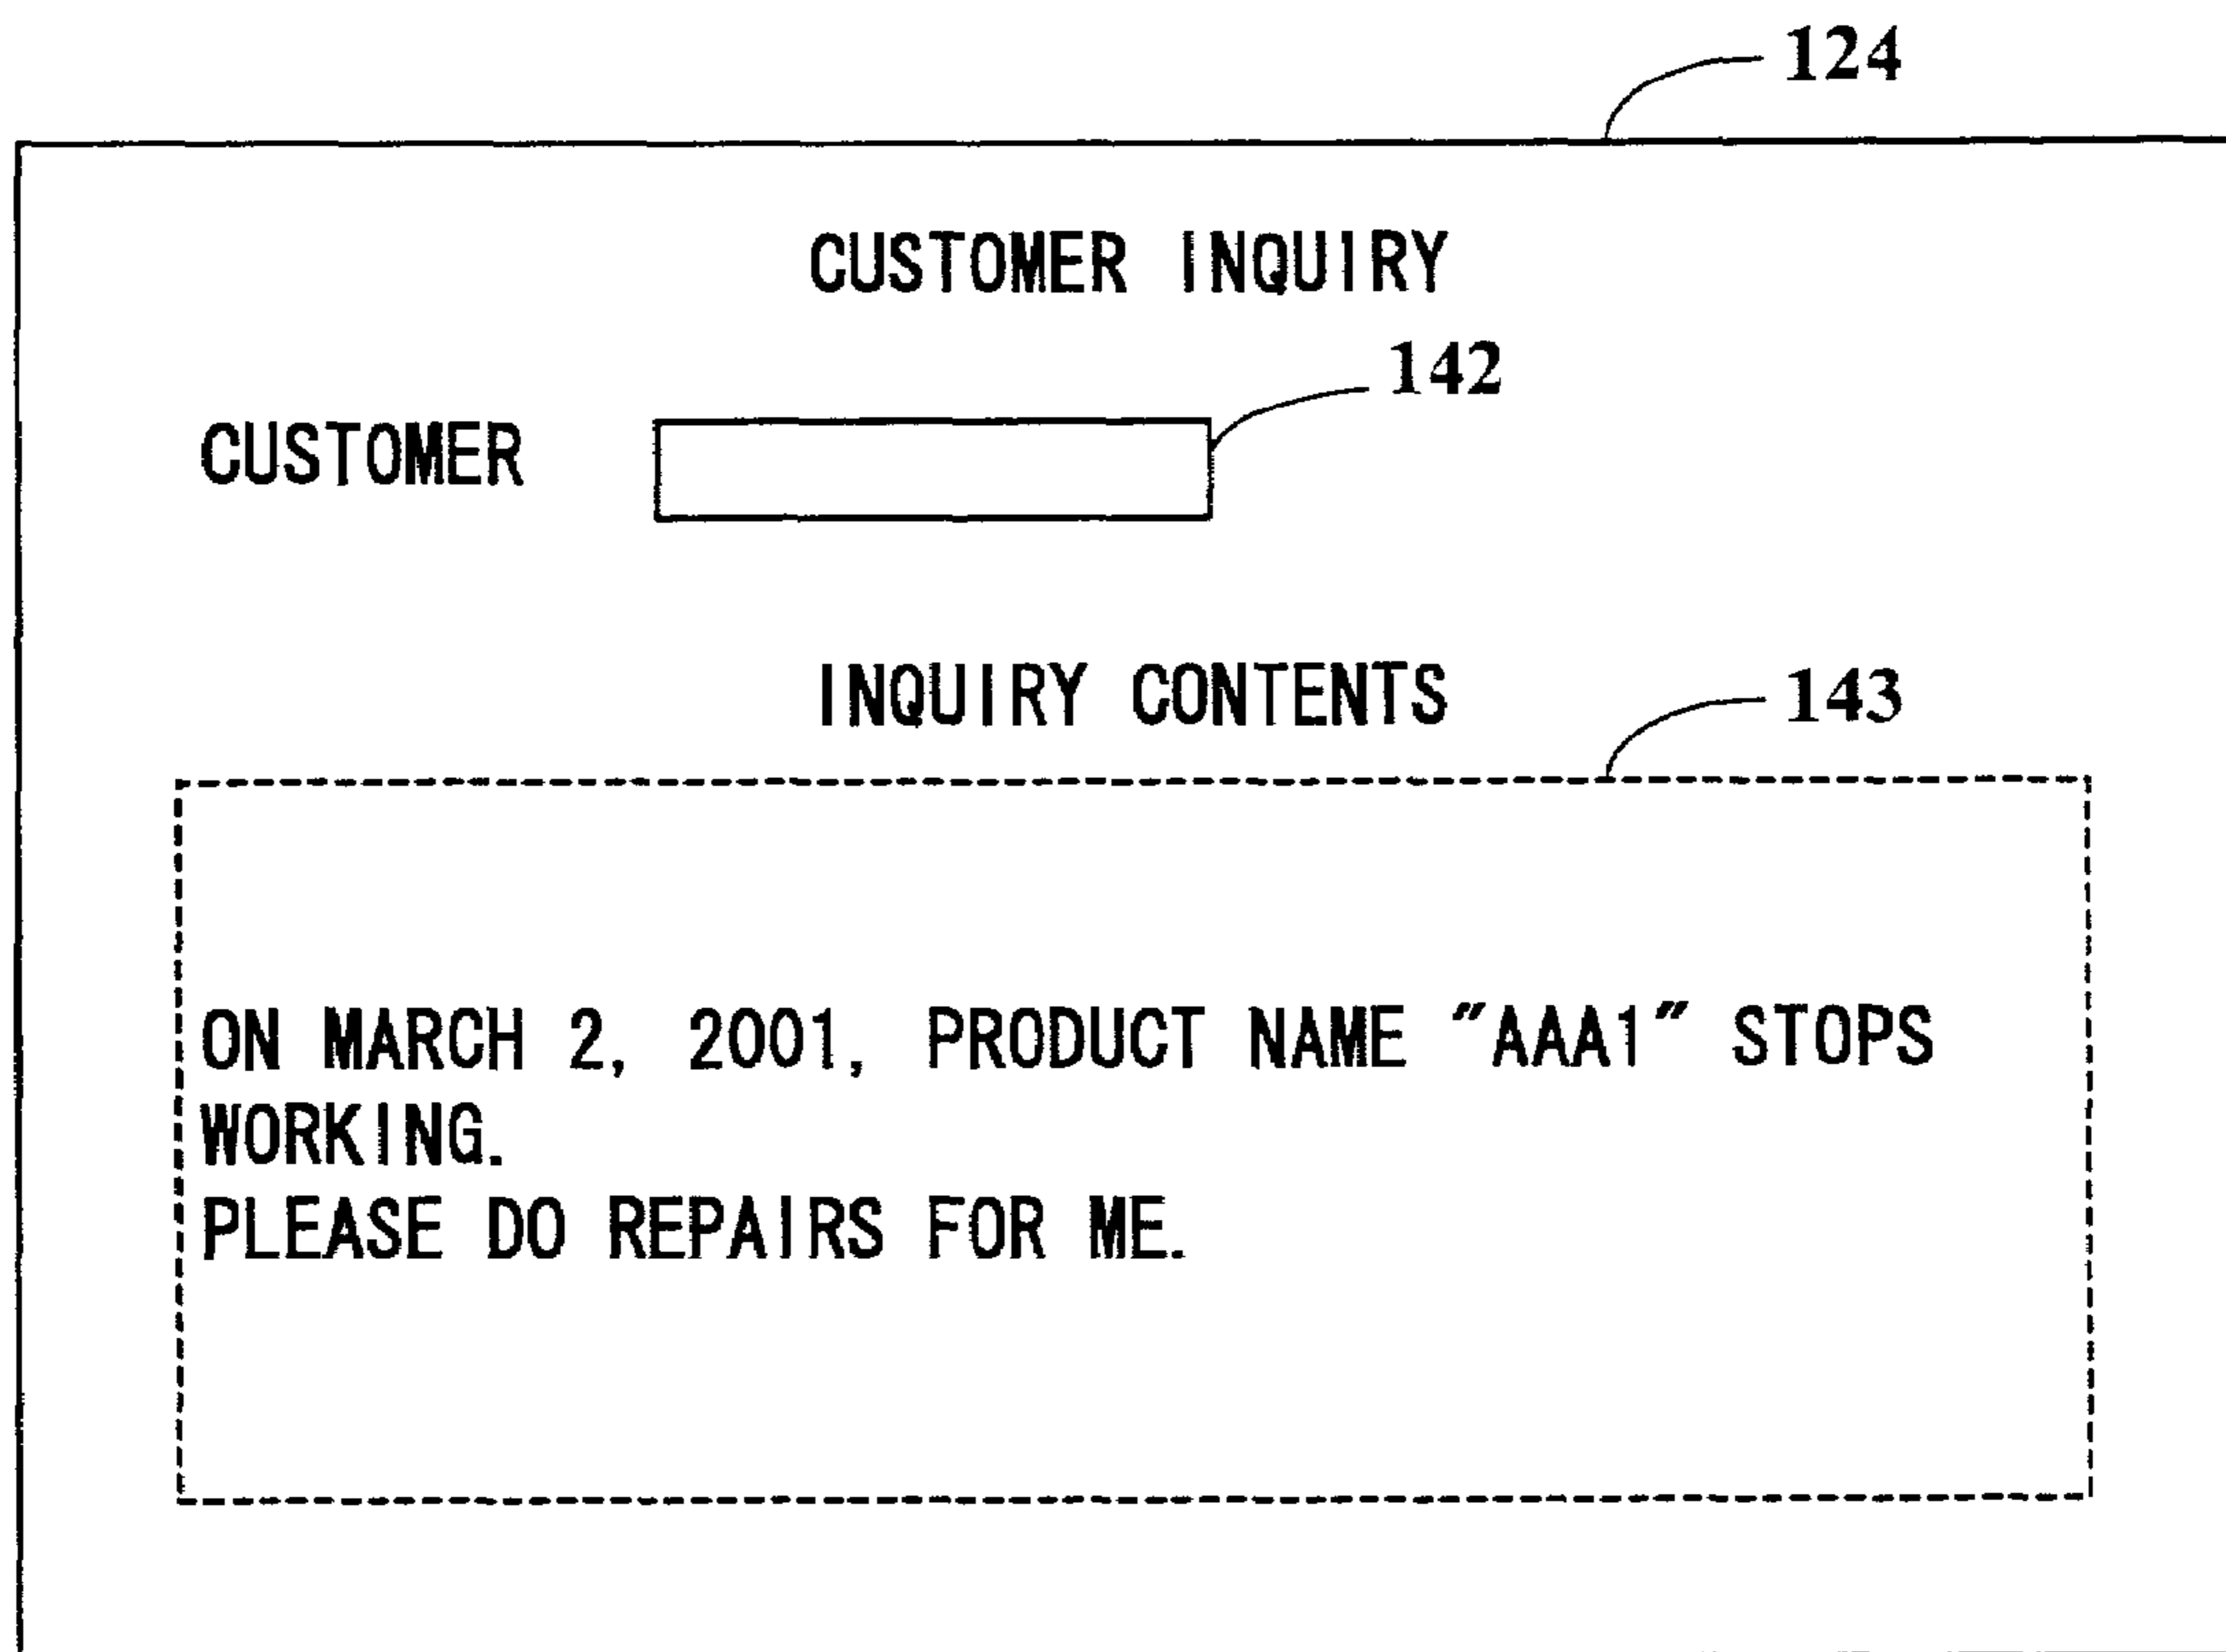 124
CUSTOMER INQUIRY
142
CUSTOMER
INQUIRY CONTENTS
143
ON MARCH 2, 2001, PRODUCT NAME "AAA1" STOPS
WORKING.
PLEASE DO REPAIRS FOR ME.